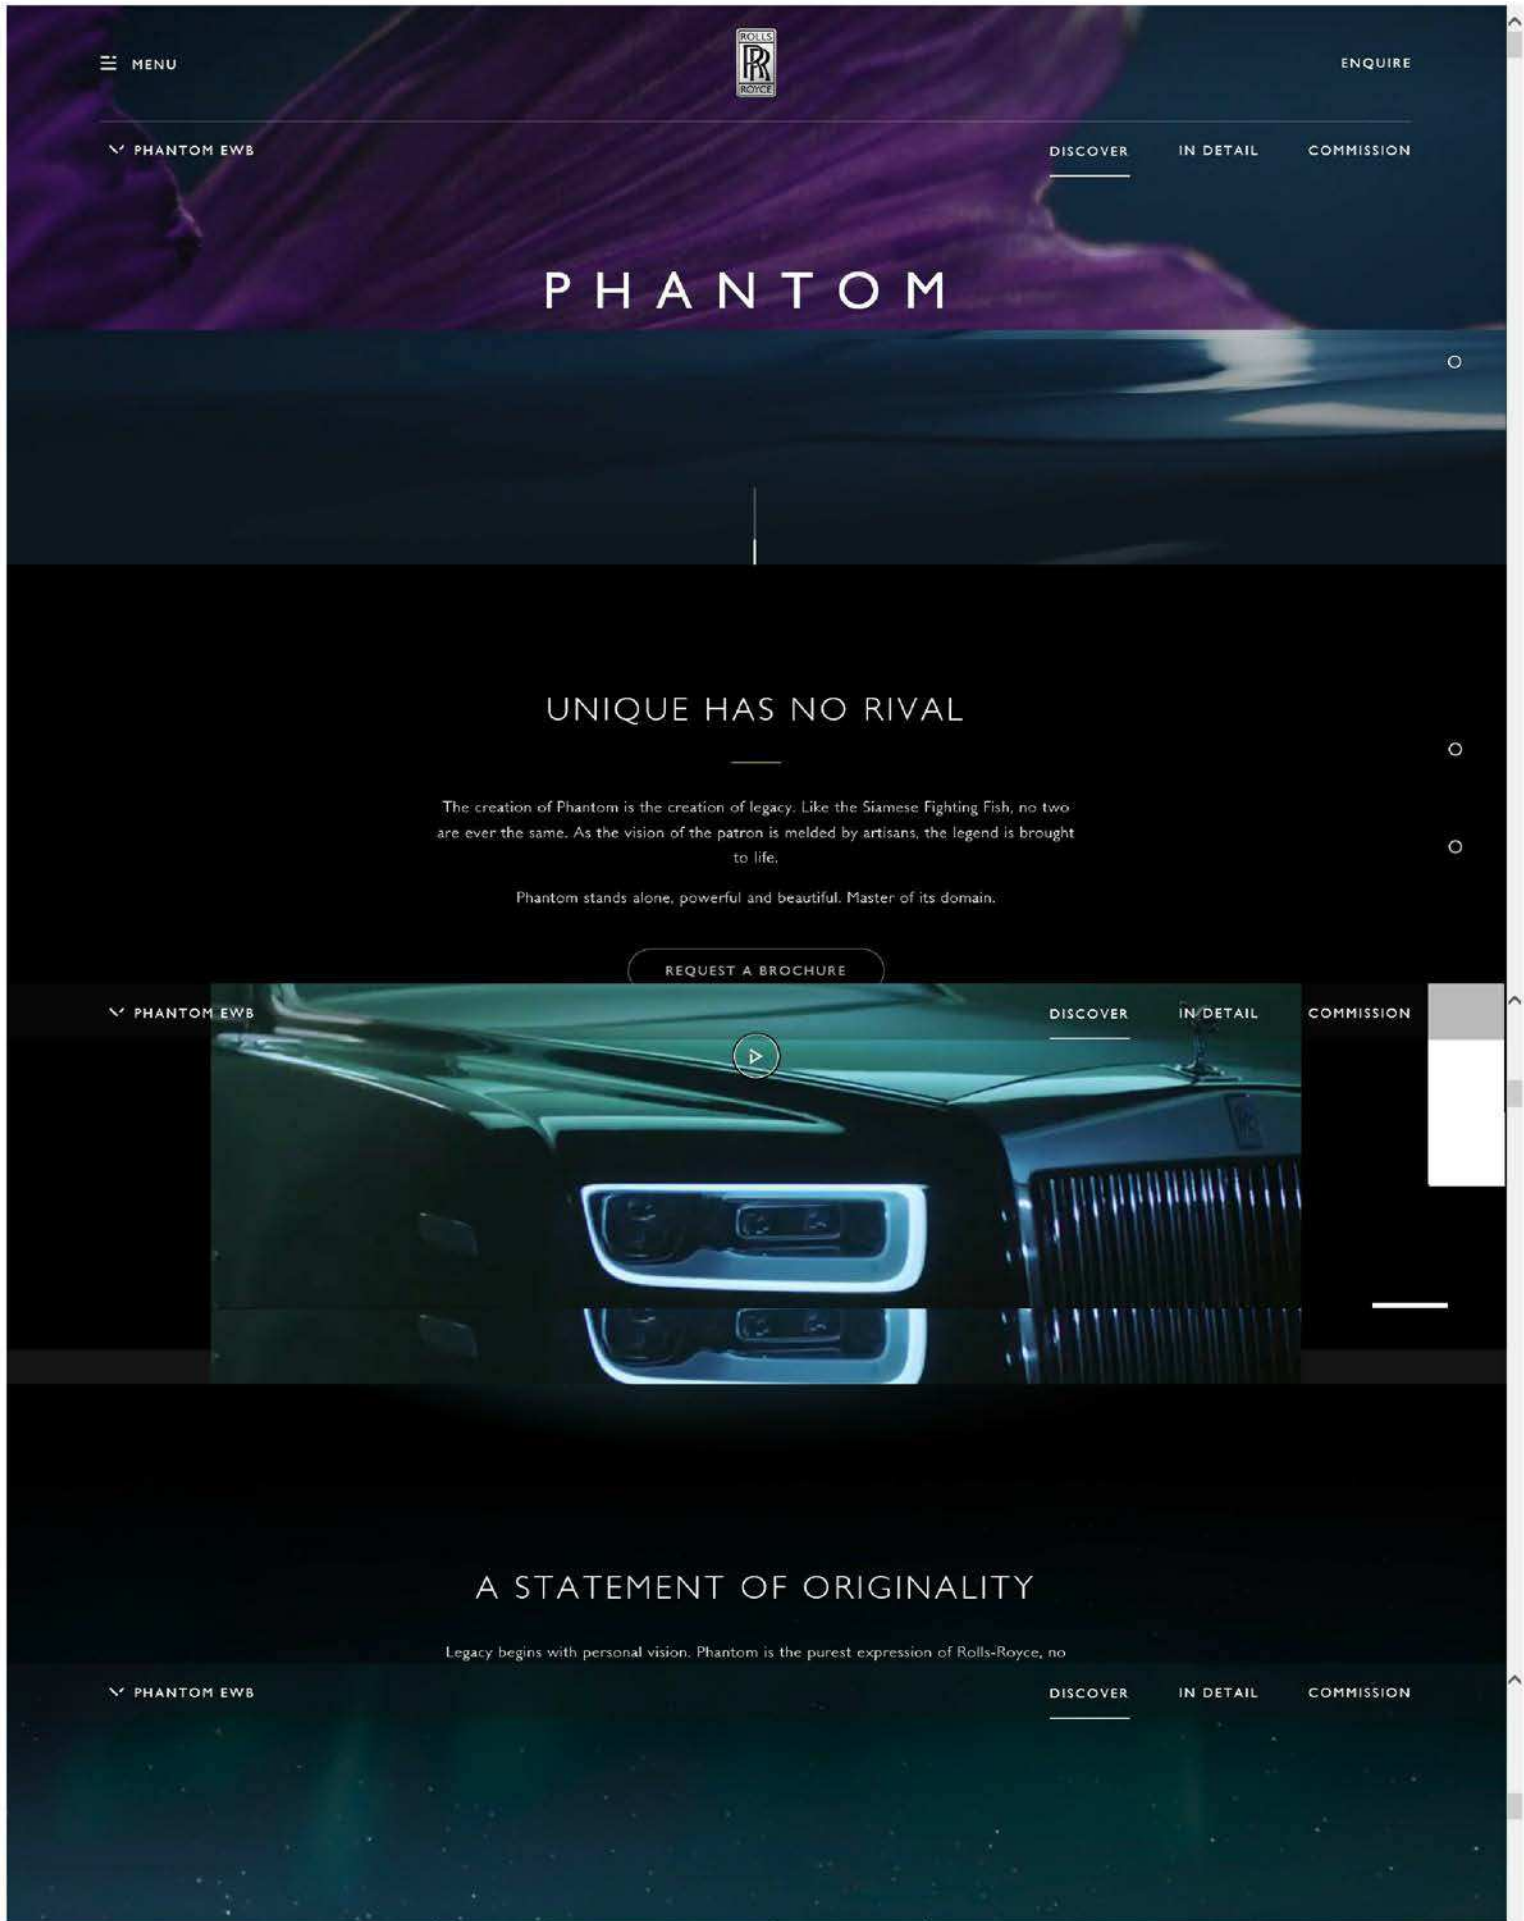 MENU
ROLLS
RR
ROYCE
ENQUIRE
PHANTOM EWB
DISCOVER
IN DETAIL
COMMISSION
PHANTOM
UNIQUE HAS NO RIVAL
The creation of Phantom is the creation of legacy. Like the Siamese Fighting Fish, no two
are ever the same. As the vision of the patron is melded by artisans, the legend is brought
to life.
Phantom stands alone, powerful and beautiful. Master of its domain.
REQUEST A BROCHURE
PHANTOM EWB
DISCOVER
IN DETAIL
COMMISSION
A STATEMENT OF ORIGINALITY
Legacy begins with personal vision. Phantom is the purest expression of Rolls-Royce, no
PHANTOM EWB
DISCOVER
IN DETAIL
COMMISSION